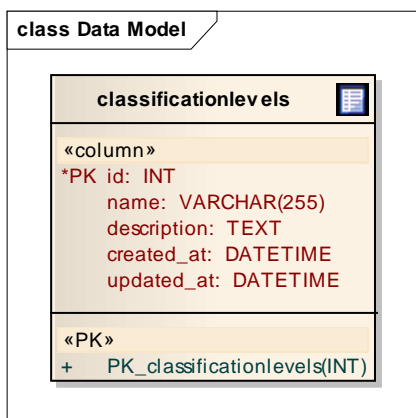 class Data Model
classificationlevels
«column»
*PK id: INT
name: VARCHAR(255)
description: TEXT
created_at: DATETIME
updated_at: DATETIME
«PK»
+ PK_classificationlevels(INT)